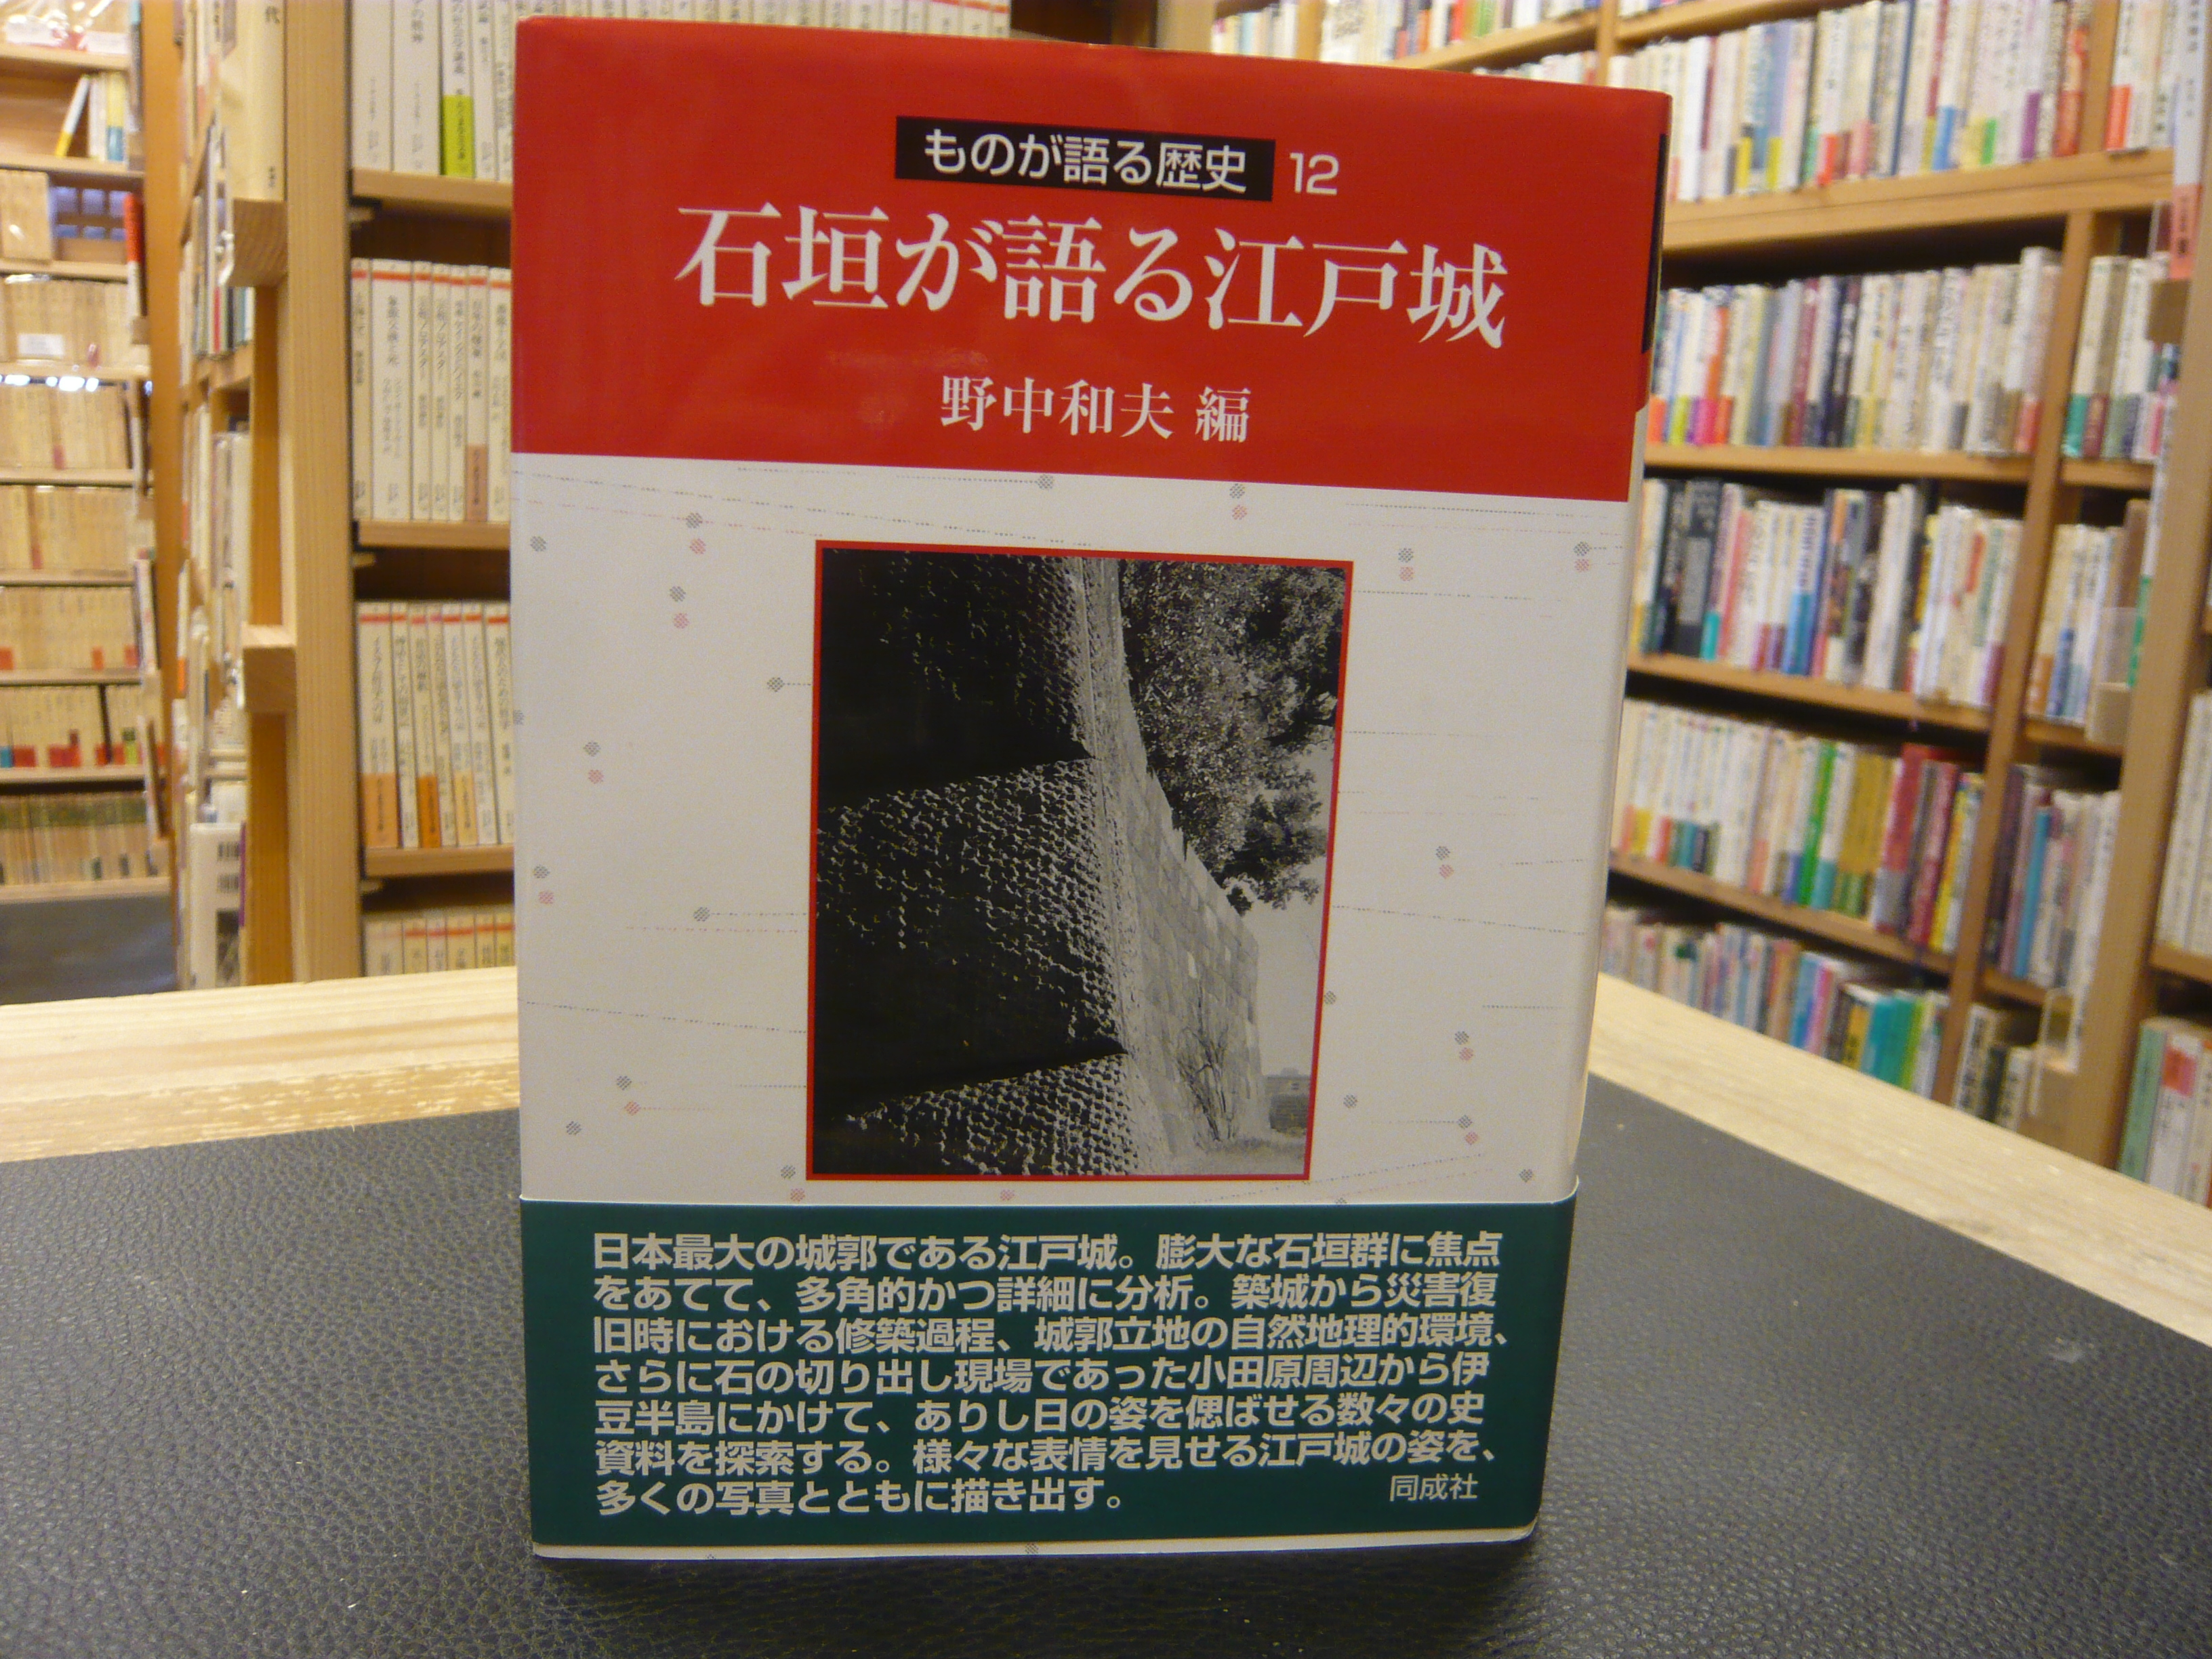 ものが語る歴史 12
石垣が語る江戸城
野中和夫 編
日本最大の城郭である江戸城。膨大な石垣群に焦点
をあてて、多角的かつ詳細に分析。築城から災害復
旧時における修築過程、城郭立地の自然地理的環境、
さらに石の切り出し現場であった小田原周辺から伊
豆半島にかけて、ありし日の姿を偲ばせる数々の史
資料を探索する。様々な表情を見せる江戸城の姿を、
多くの写真とともに描き出す。
同成社